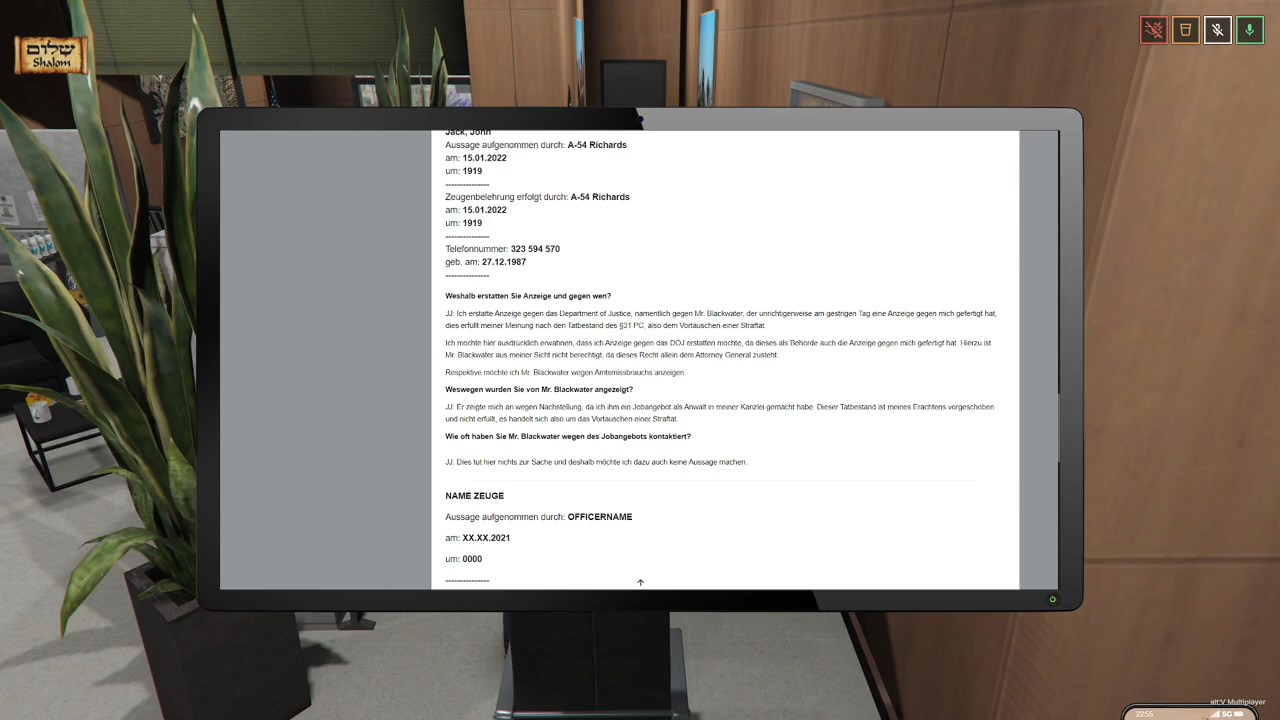 שלום
Shalom
Jack, John
Aussage aufgenommen durch: A-54 Richards
am: 15.01.2022
um: 1919
---------------
Zeugenbelehrung erfolgt durch: A-54 Richards
am: 15.01.2022
um: 1919
---------------
Telefonnummer: 323 594 570
geb. am: 27.12.1987
---------------
Weshalb erstatten Sie Anzeige und gegen wen?
JJ: Ich erstatte Anzeige gegen das Department of Justice, namentlich gegen Mr. Blackwater, der unrichtigerweise am gestrigen Tag eine Anzeige gegen mich gefertigt hat,
dies erfüllt meiner Meinung nach den Tatbestand des §31 PC, also dem Vortäuschen einer Straftat.
Ich möchte hier ausdrücklich erwähnen, dass ich Anzeige gegen das DOJ erstatten möchte, da dieses als Behörde auch die Anzeige gegen mich gefertigt hat. Hierzu ist
Mr. Blackwater aus meiner Sicht nicht berechtigt, da dieses Recht allein dem Attorney General zusteht.
Respektive möchte ich Mr. Blackwater wegen Amtsmissbrauchs anzeigen.
Weswegen wurden Sie von Mr. Blackwater angezeigt?
JJ: Er zeigte mich an wegen Nachstellung, da ich ihm ein Jobangebot als Anwalt in meiner Kanzlei gemacht habe. Dieser Tatbestand ist meines Erachtens vorgeschoben
und nicht erfüllt, es handelt sich also um das Vortäuschen einer Straftat.
Wie oft haben Sie Mr. Blackwater wegen des Jobangebots kontaktiert?
JJ: Dies tut hier nichts zur Sache und deshalb möchte ich dazu auch keine Aussage machen.
NAME ZEUGE
Aussage aufgenommen durch: OFFICERNAME
am: XX.XX.2021
um: 0000
---------------
alt:V Multiplayer
22:55
5G